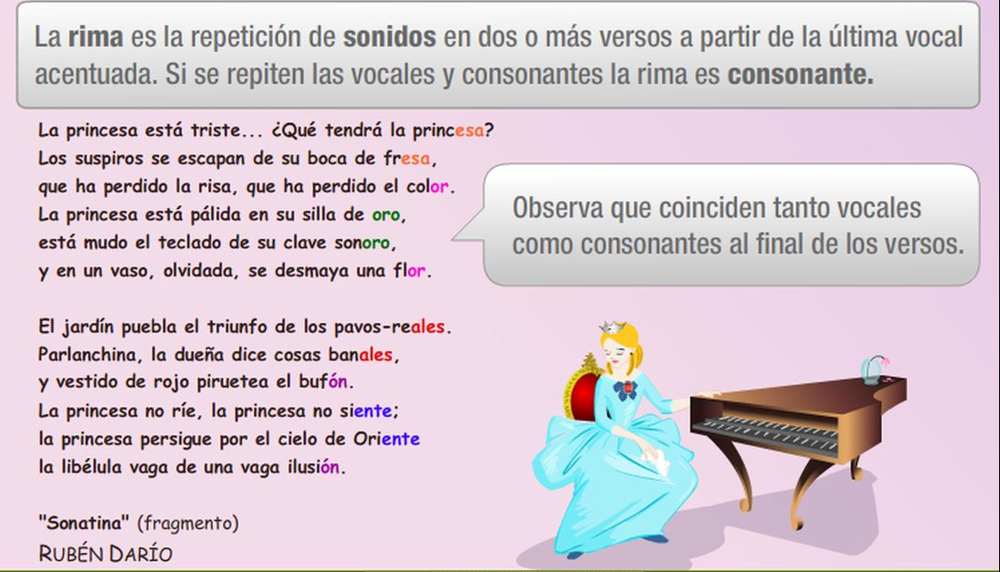 La rima es la repetición de sonidos en dos o más versos a partir de la última vocal
acentuada. Si se repiten las vocales y consonantes la rima es consonante.
La princesa está triste... ¿Qué tendrá la princesa?
Los suspiros se escapan de su boca de fresa,
que ha perdido la risa, que ha perdido el color.
La princesa está pálida en su silla de oro,
está mudo el teclado de su clave sonoro,
y en un vaso, olvidada, se desmaya una flor.
Observa que coinciden tanto vocales
como consonantes al final de los versos.
El jardín puebla el triunfo de los pavos-reales.
Parlanchina, la dueña dice cosas banales,
y vestido de rojo piruetea el bufón.
La princesa no ríe, la princesa no siente;
la princesa persigue por el cielo de Oriente
la libélula vaga de una vaga ilusión.
"Sonatina" (fragmento)
RUBÉN DARÍO